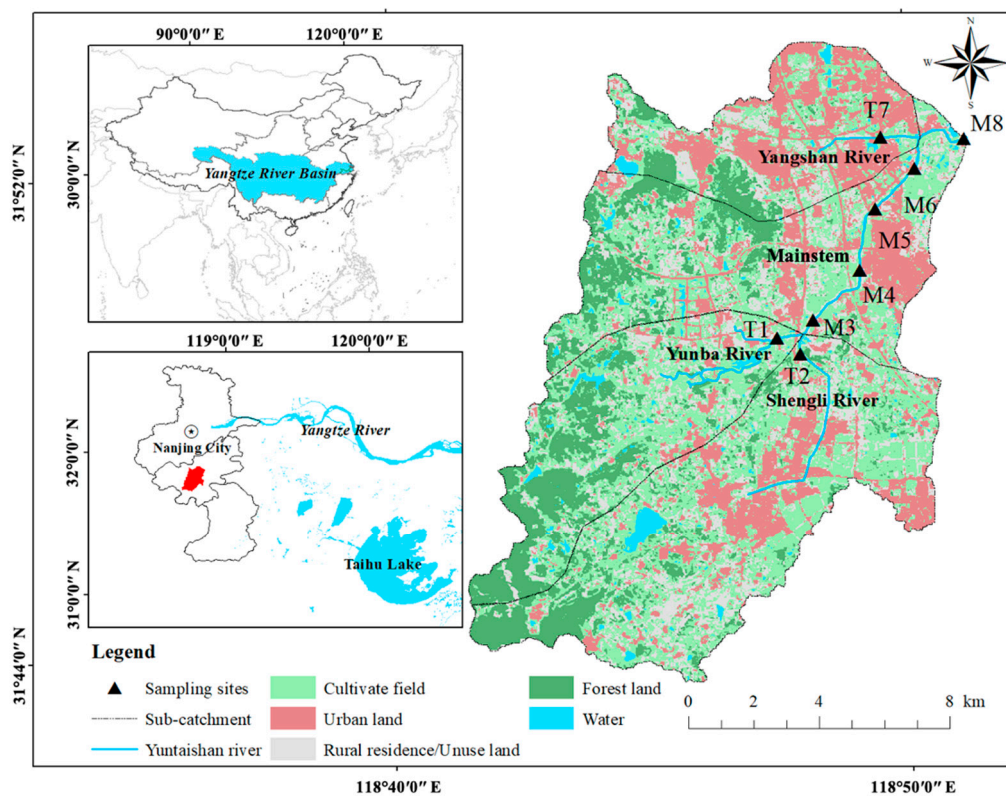 90°0′0″ E
120°0′0″ E
30°0′0″ N
Yangtze River Basin
119°0′0″ E
120°0′0″ E
32°0′0″ N
31°0′0″ N
Yangtze River
Nanjing City
Taihu Lake
31°52′0″ N
31°44′0″ N
N
W
E
S
T7
M8
Yangshan River
M6
M5
Mainstem
M4
M3
T1
Yunba River
T2
Shengli River
Legend
Sampling sites
Cultivate field
Forest land
Sub-catchment
Urban land
Water
Yuntaishan river
Rural residence/Unuse land
0 2 4 8 km
118°40′0″ E
118°50′0″ E